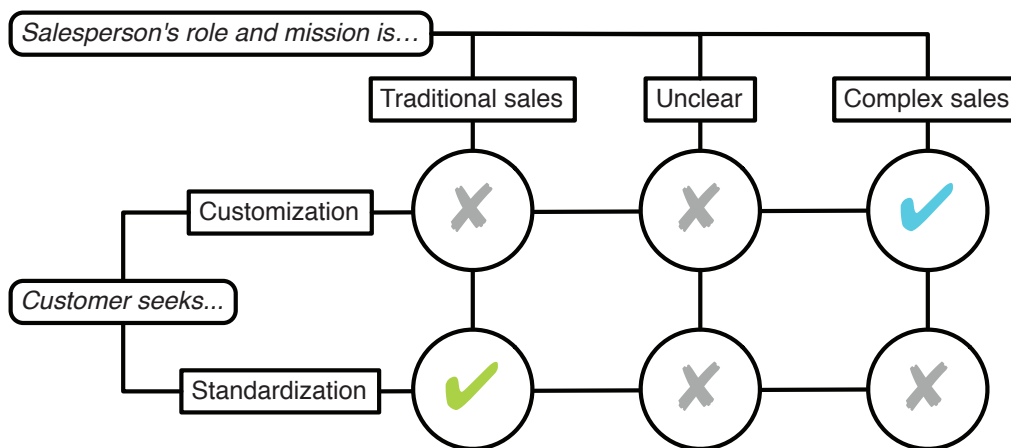 Salesperson's role and mission is…
Traditional sales
Unclear
Complex sales
Customization
Customer seeks...
Standardization